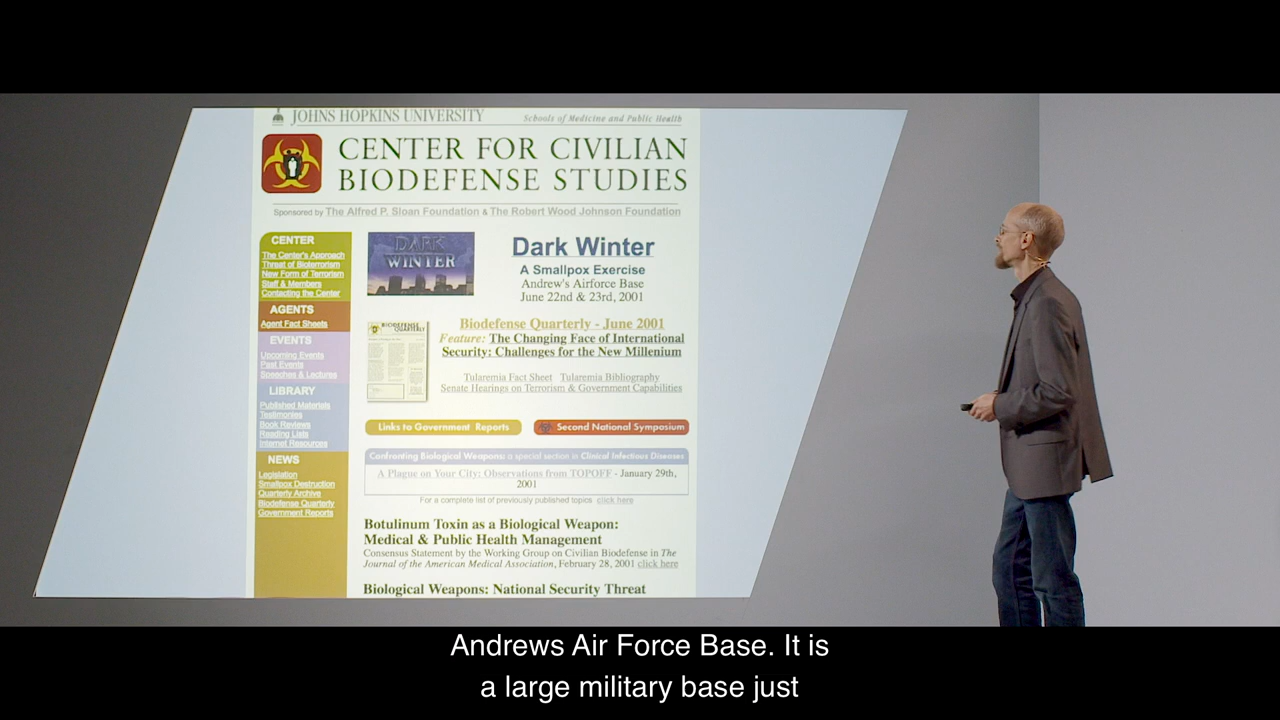 JOHNS HOPKINS UNIVERSITY
Schools of Medicine and Public Health
CENTER FOR CIVILIAN
BIODEFENSE STUDIES
Sponsored by The Alfred P. Sloan Foundation & The Robert Wood Johnson Foundation
CENTER
The Center's Approach
Threat of Bioterrorism
New Form of Terrorism
Staff & Members
Contacting the Center
AGENTS
Agent Fact Sheets
EVENTS
Upcoming Events
Past Events
Speeches & Lectures
LIBRARY
Published Materials
Testimonies
Book Reviews
Reading Lists
Internet Resources
NEWS
Legislation
Smallpox Destruction
Quarterly Archive
Biodefense Quarterly
Government Reports
DARK
WINTER
Dark Winter
A Smallpox Exercise
Andrew's Airforce Base
June 22nd & 23rd, 2001
BIODEFENSE
QUARTERLY
Biodefense Quarterly - June 2001
Feature: The Changing Face of International
Security: Challenges for the New Millenium
Tularemia Fact Sheet Tularemia Bibliography
Senate Hearings on Terrorism & Government Capabilities
Links to Government Reports
Second National Symposium
Confronting Biological Weapons: a special section in Clinical Infectious Diseases
A Plague on Your City: Observations from TOPOFF - January 29th,
2001
For a complete list of previously published topics click here
Botulinum Toxin as a Biological Weapon:
Medical & Public Health Management
Consensus Statement by the Working Group on Civilian Biodefense in The
Journal of the American Medical Association, February 28, 2001 click here
Biological Weapons: National Security Threat
Andrews Air Force Base. It is
a large military base just